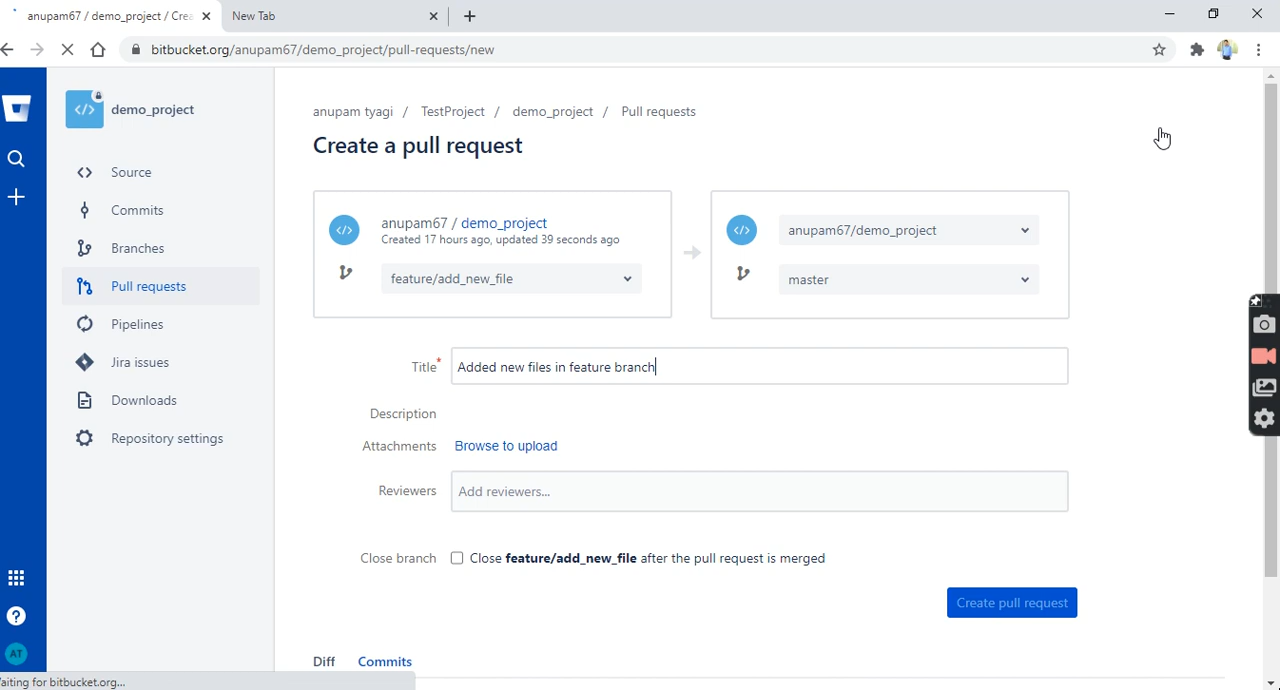 anupam67 / demo_project / Crea
New Tab
bitbucket.org/anupam67/demo_project/pull-requests/new
demo_project
Source
Commits
Branches
Pull requests
Pipelines
Jira issues
Downloads
Repository settings
AT
anupam tyagi / TestProject / demo_project / Pull requests
Create a pull request
anupam67 / demo_project
Created 17 hours ago, updated 39 seconds ago
feature/add_new_file
anupam67/demo_project
master
Title* Added new files in feature branch
Description
Attachments Browse to upload
Reviewers Add reviewers...
Close branch Close feature/add_new_file after the pull request is merged
Create pull request
Diff Commits
aiting for bitbucket.org...